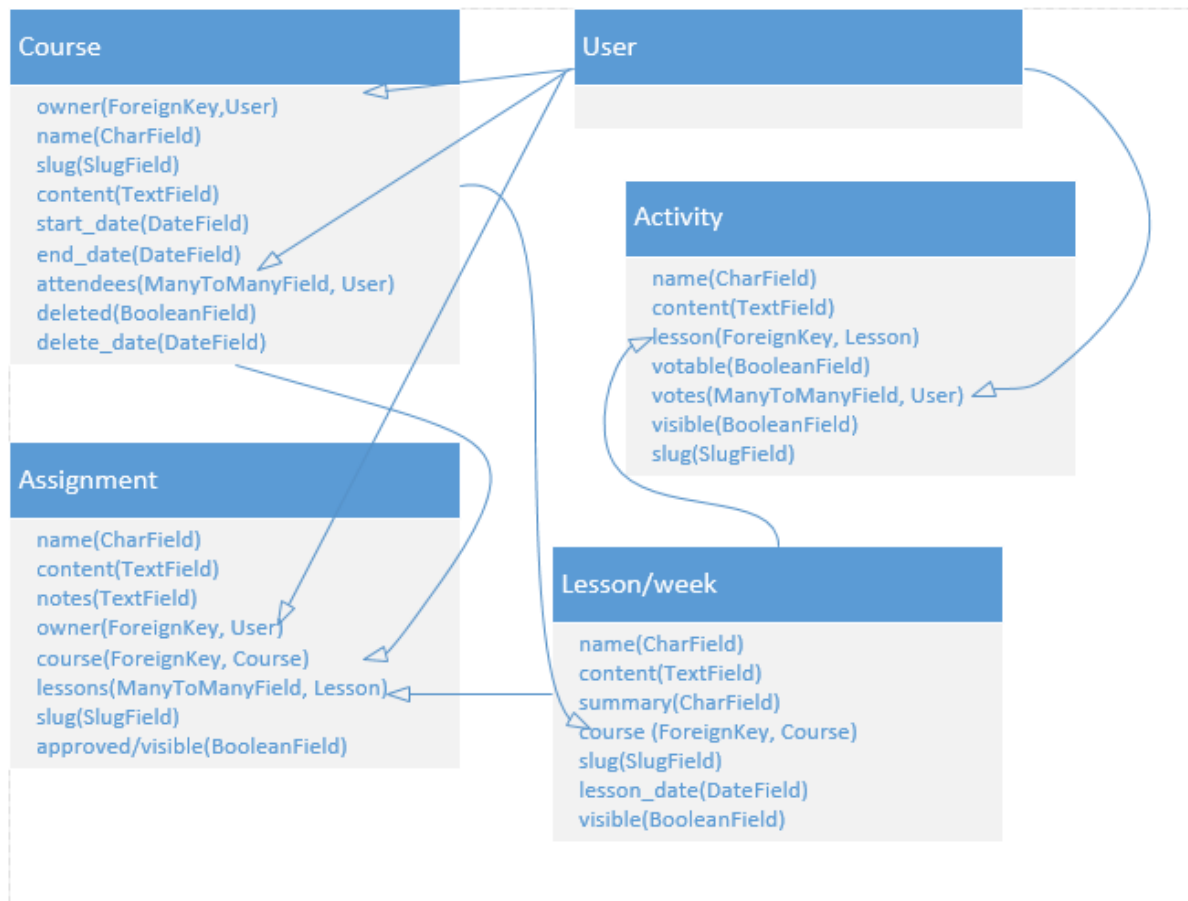 Course
owner(ForeignKey,User)
name(CharField)
slug(SlugField)
content(TextField)
start_date(DateField)
end_date(DateField)
attendees(ManyToManyField, User)
deleted(BooleanField)
delete_date(DateField)
User
Activity
name(CharField)
content(TextField)
lesson(ForeignKey, Lesson)
votable(BooleanField)
votes(ManyToManyField, User)
visible(BooleanField)
slug(SlugField)
Assignment
name(CharField)
content(TextField)
notes(TextField)
owner(ForeignKey, User)
course(ForeignKey, Course)
lessons(ManyToManyField, Lesson)
slug(SlugField)
approved/visible(BooleanField)
Lesson/week
name(CharField)
content(TextField)
summary(CharField)
course (ForeignKey, Course)
slug(SlugField)
lesson_date(DateField)
visible(BooleanField)